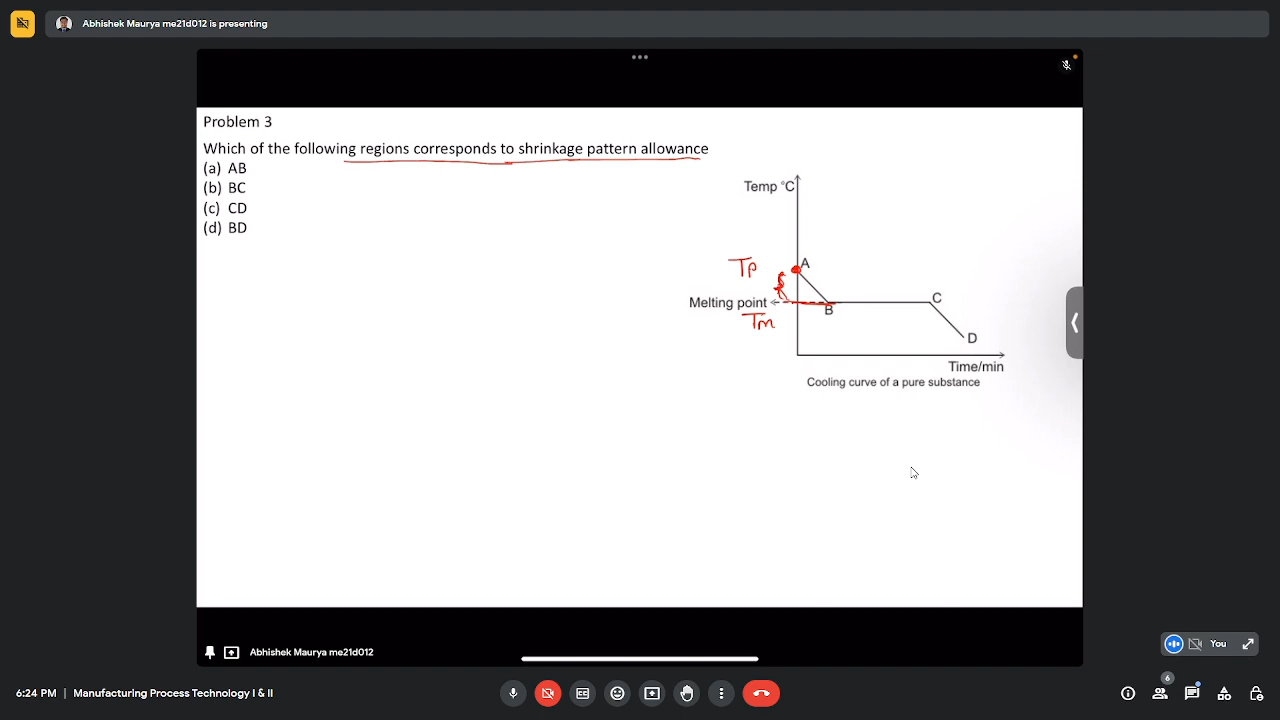 Abhishek Maurya me21d012 is presenting
Problem 3
Which of the following regions corresponds to shrinkage pattern allowance
(a) AB
(b) BC
(c) CD
(d) BD
Temp °C
Tp
A
Melting point
B
C
Tm
D
Time/min
Cooling curve of a pure substance
Abhishek Maurya me21d012
You
6:24 PM | Manufacturing Process Technology I & II
6